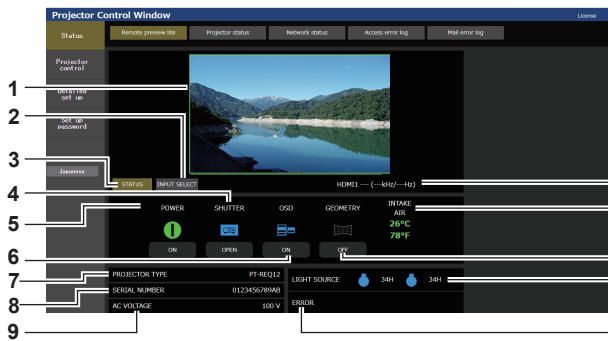 Projector Control Window
License
Status
Remote preview lite
Projector status
Network status
Access error log
Mail error log
Projector
control
Detailed
set up
Set up
password
Japanese
1
2
3
4
5
6
7
8
9
STATUS
INPUT SELECT
HDMI1 --- (---kHz/---Hz)
POWER
SHUTTER
OSD
GEOMETRY
INTAKE
AIR
26°C
78°F
ON
OPEN
ON
OFF
PROJECTOR TYPE
PT-REQ12
SERIAL NUMBER
0123456789AB
AC VOLTAGE
100 V
LIGHT SOURCE
34H
34H
ERROR